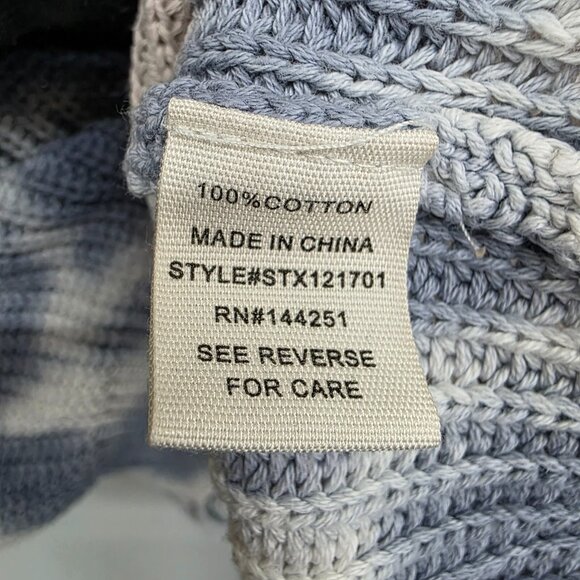 100%COTTON
MADE IN CHINA
STYLE#STX121701
RN#144251
SEE REVERSE
FOR CARE